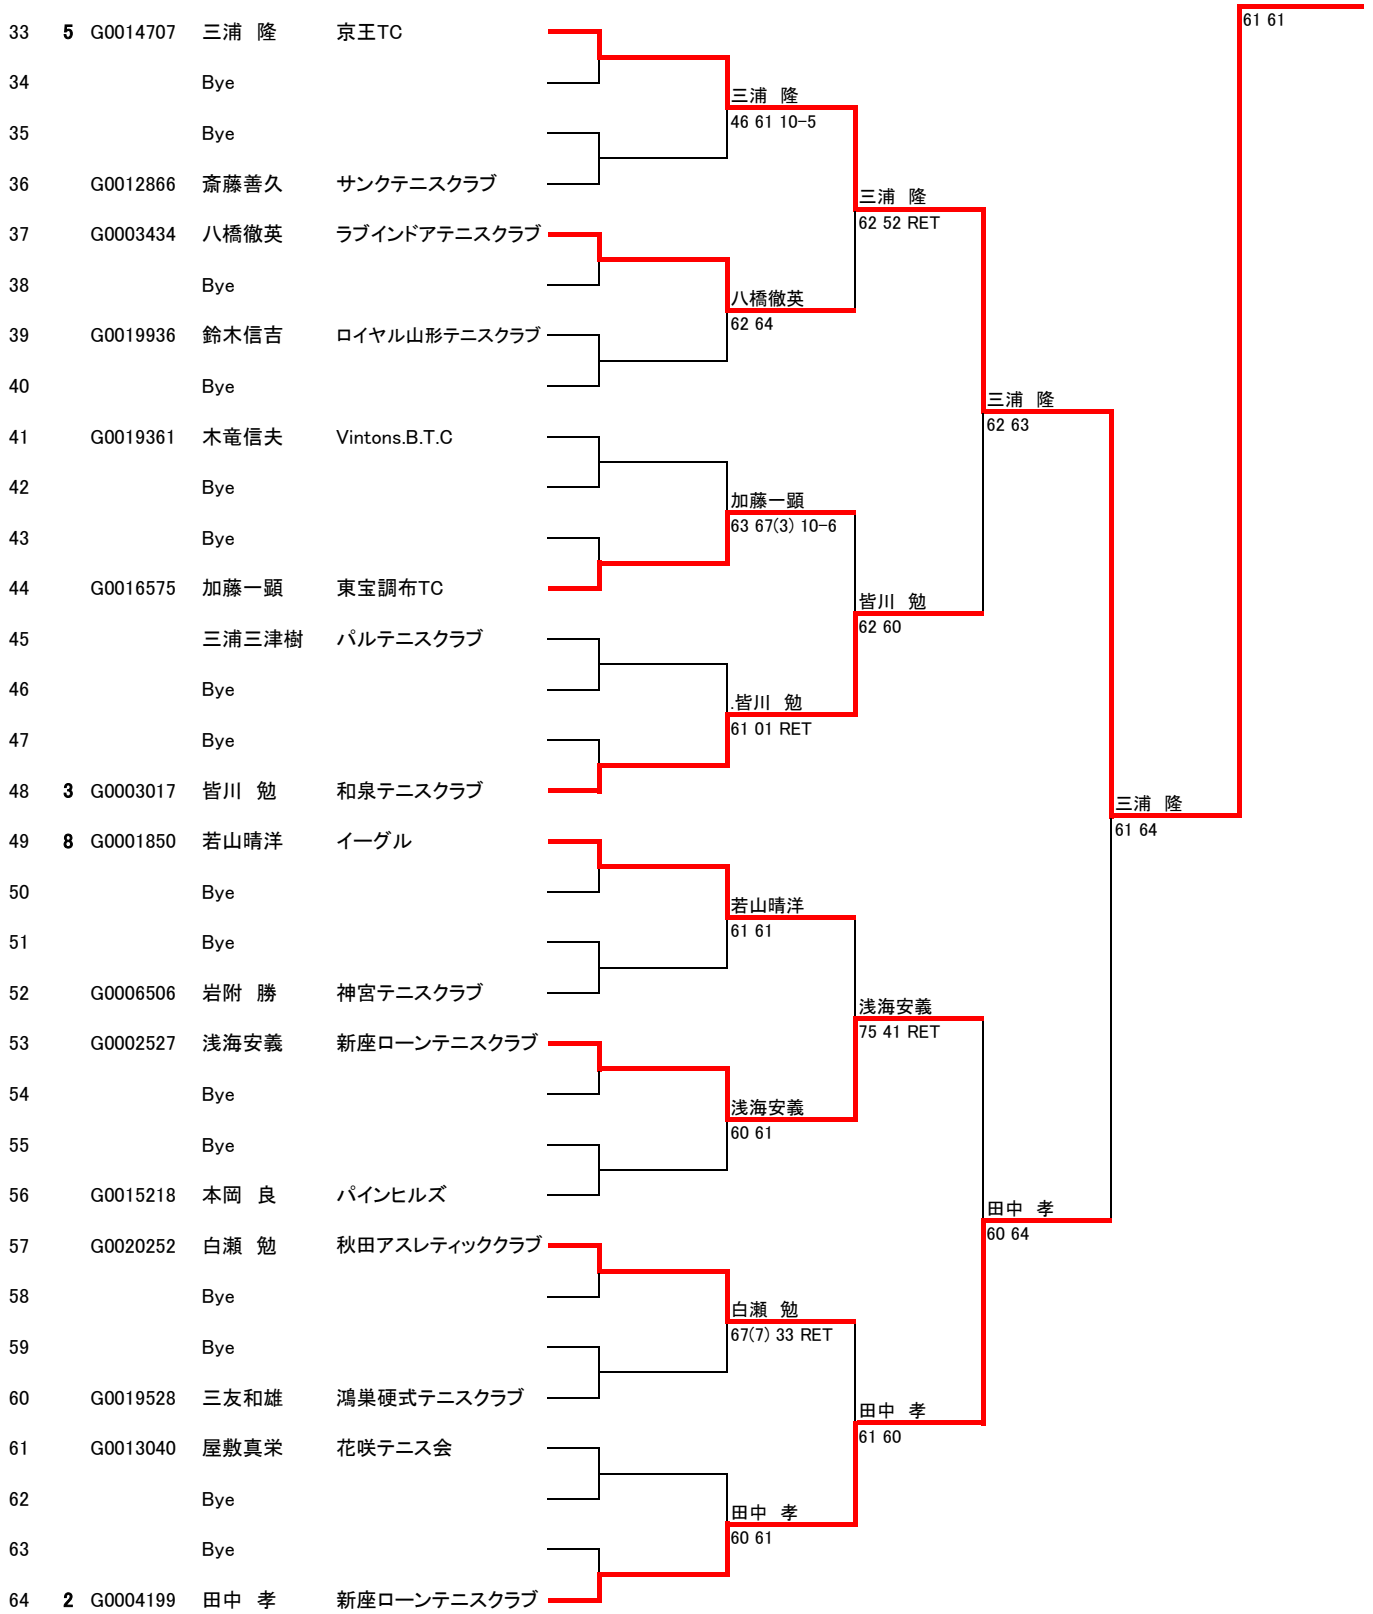 61 61
33 5 G0014707 三浦　隆 京王TC
34 Bye
三浦　隆
46 61 10-5
35 Bye
36 G0012866 斎藤善久 サンクテニスクラブ
三浦　隆
62 52 RET
37 G0003434 八橋徹英 ラブインドアテニスクラブ
38 Bye
八橋徹英
62 64
39 G0019936 鈴木信吉 ロイヤル山形テニスクラブ
40 Bye
三浦　隆
62 63
41 G0019361 木竜信夫 Vintons.B.T.C
42 Bye
加藤一顕
63 67(3) 10-6
43 Bye
44 G0016575 加藤一顕 東宝調布TC
皆川　勉
62 60
45 三浦三津樹 パルテニスクラブ
46 Bye
.皆川　勉
61 01 RET
47 Bye
48 3 G0003017 皆川　勉 和泉テニスクラブ
三浦　隆
61 64
49 8 G0001850 若山晴洋 イーグル
50 Bye
若山晴洋
61 61
51 Bye
52 G0006506 岩附　勝 神宮テニスクラブ
浅海安義
75 41 RET
53 G0002527 浅海安義 新座ローンテニスクラブ
54 Bye
浅海安義
60 61
55 Bye
56 G0015218 本岡　良 パインヒルズ
田中　孝
60 64
57 G0020252 白瀬　勉 秋田アスレティッククラブ
58 Bye
白瀬　勉
67(7) 33 RET
59 Bye
60 G0019528 三友和雄 鴻巣硬式テニスクラブ
田中　孝
61 60
61 G0013040 屋敷真栄 花咲テニス会
62 Bye
田中　孝
60 61
63 Bye
64 2 G0004199 田中　孝 新座ローンテニスクラブ